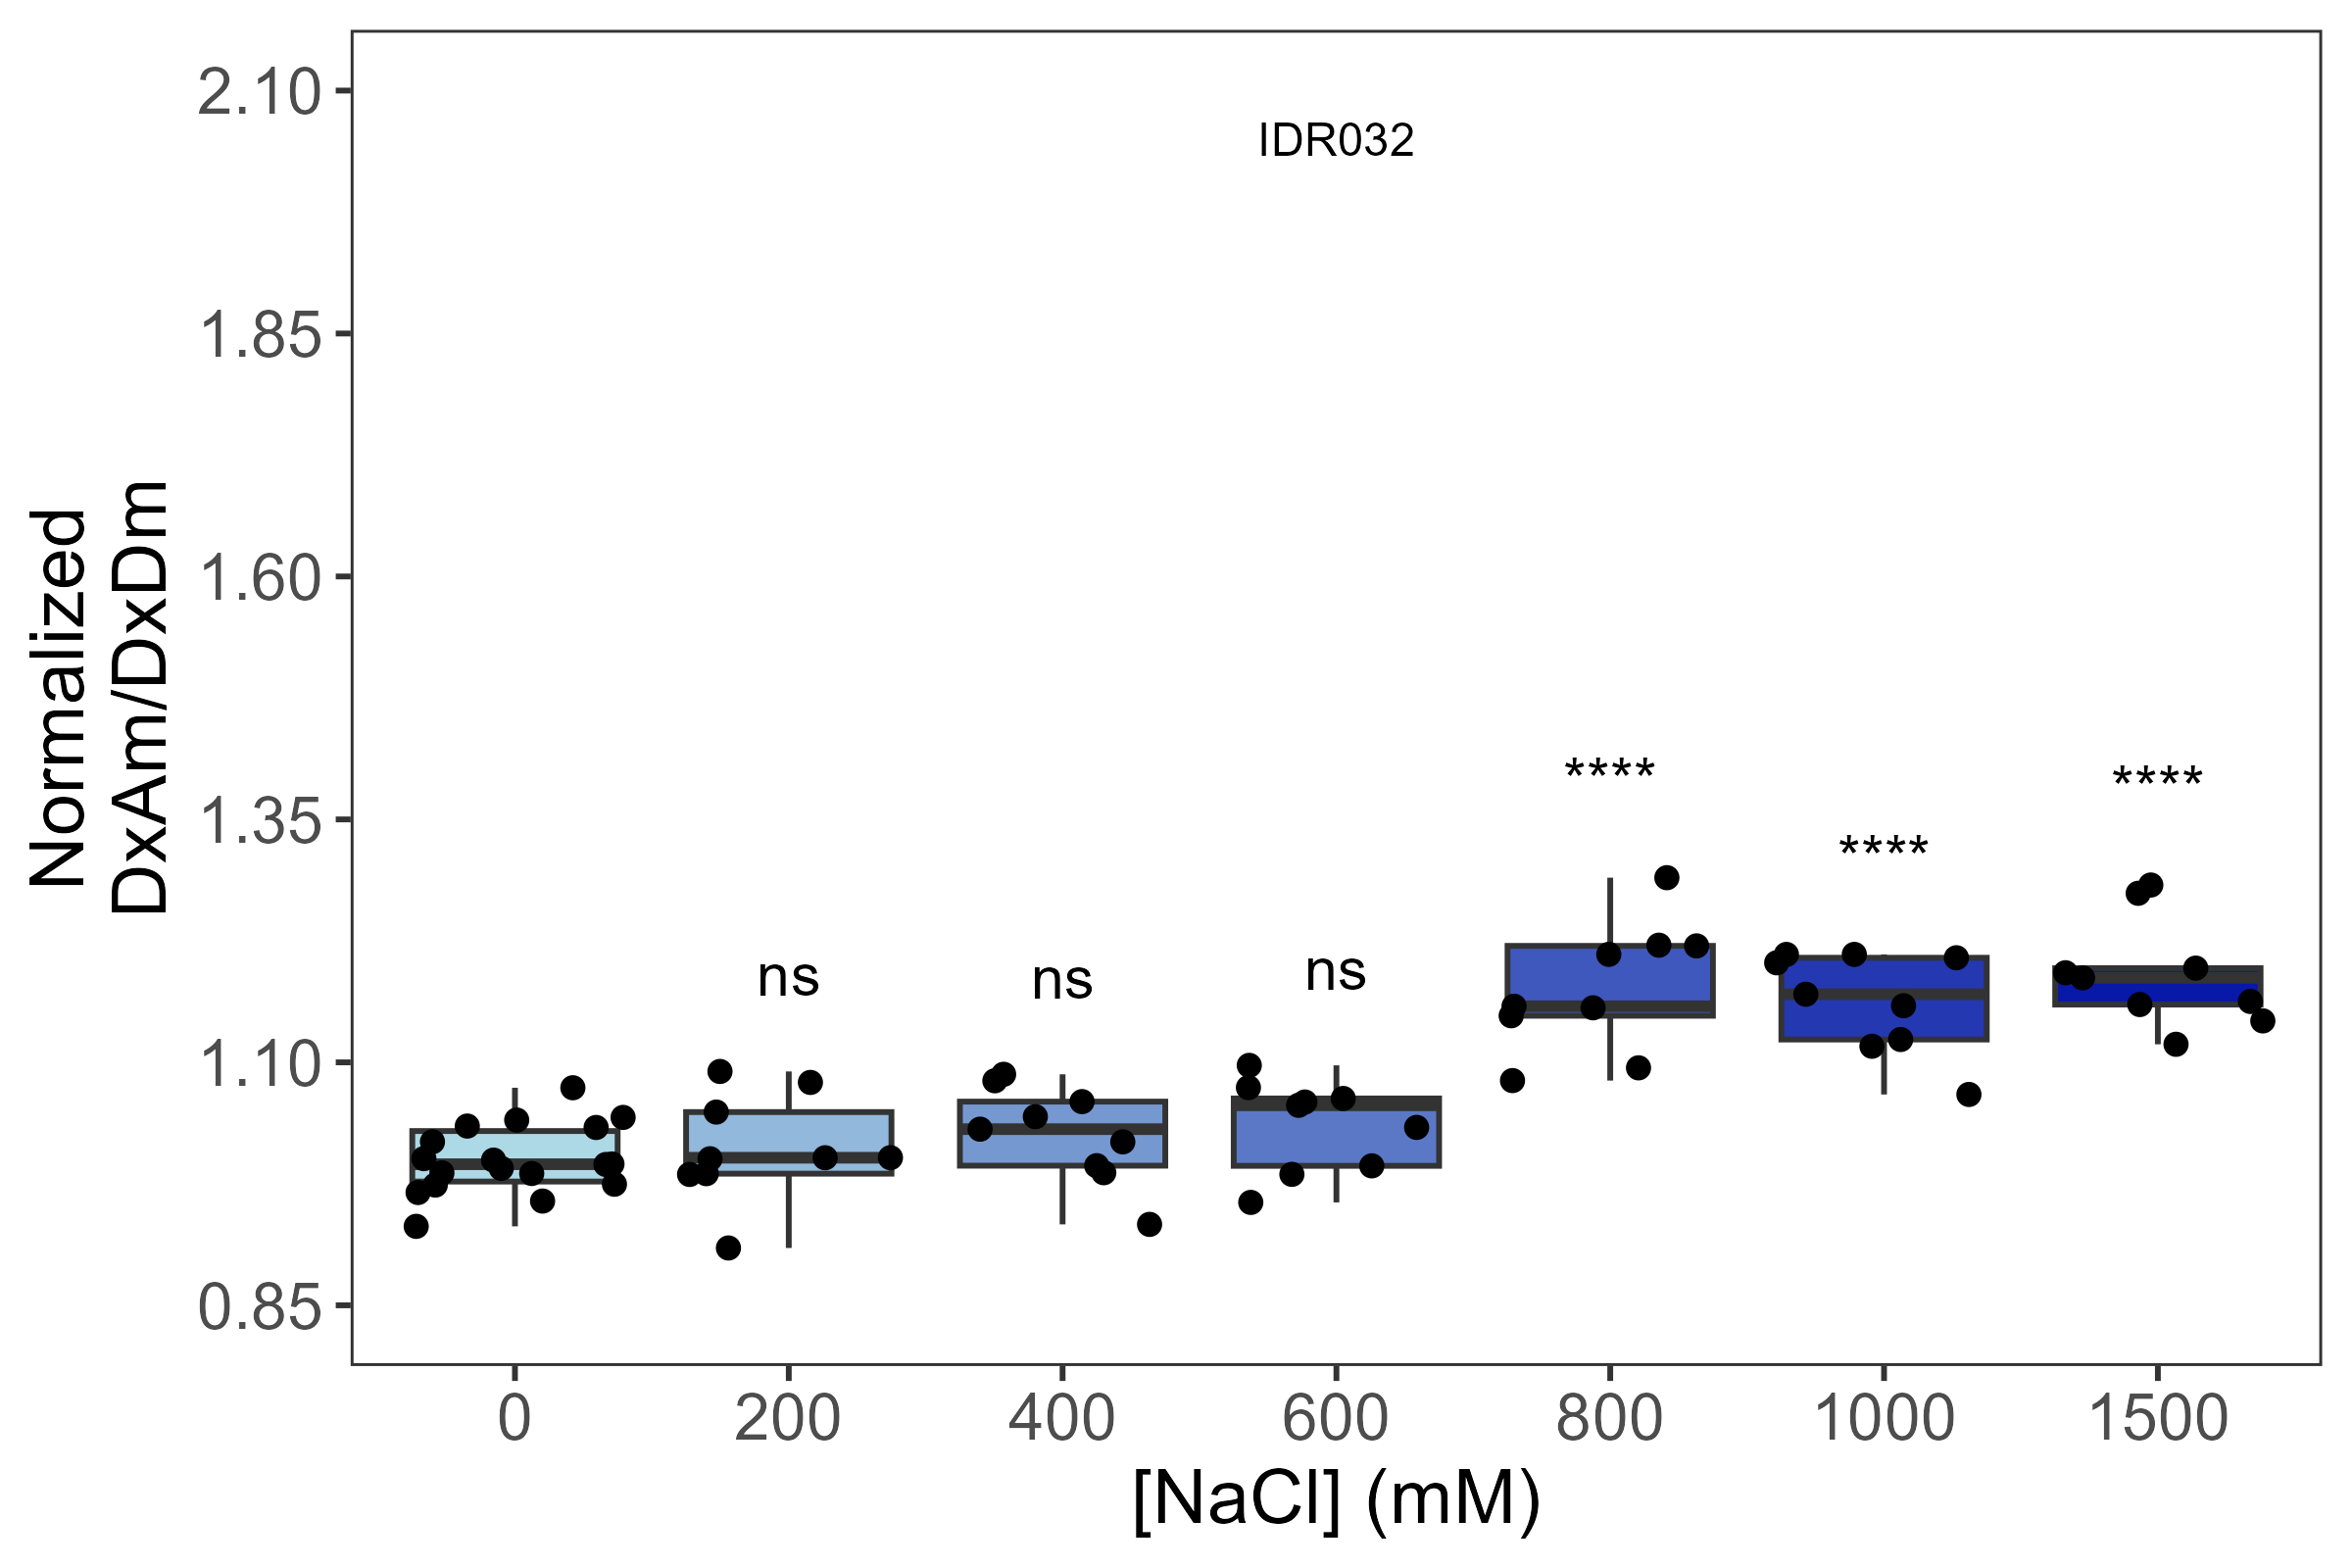 IDR032
2.10
1.85
1.60
1.35
1.10
0.85
Normalized
DxAm/DxDm
ns
ns
ns
****
****
****
0
200
400
600
800
1000
1500
[NaCl] (mM)